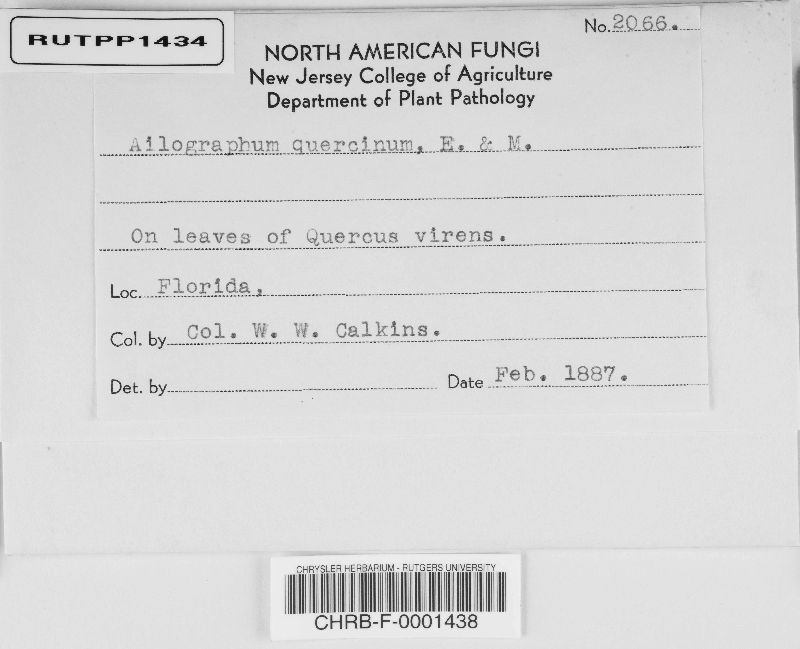 RUTPP1434
No. 2066.
NORTH AMERICAN FUNGI
New Jersey College of Agriculture
Department of Plant Pathology
Ailographum quercinum, E. & M.
On leaves of Quercus virens.
Loc. Florida,
Col. by Col. W. W. Calkins.
Det. by
Date Feb. 1887.
CHRYSLER HERBARIUM - RUTGERS UNIVERSITY
CHRB-F-0001438